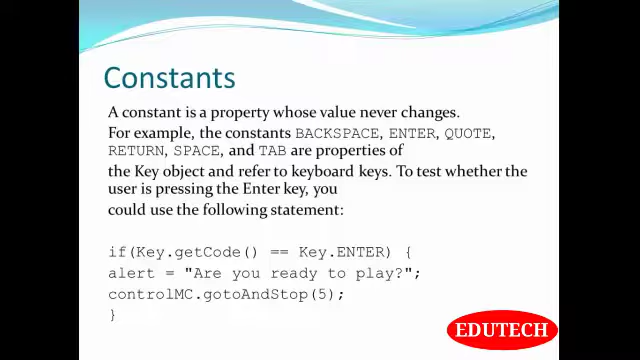 Constants
A constant is a property whose value never changes.
For example, the constants BACKSPACE, ENTER, QUOTE,
RETURN, SPACE, and TAB are properties of
the Key object and refer to keyboard keys. To test whether the
user is pressing the Enter key, you
could use the following statement:
if(Key.getCode() == Key.ENTER) {
alert = "Are you ready to play?";
controlMC.gotoAndStop(5);
}
EDUTECH